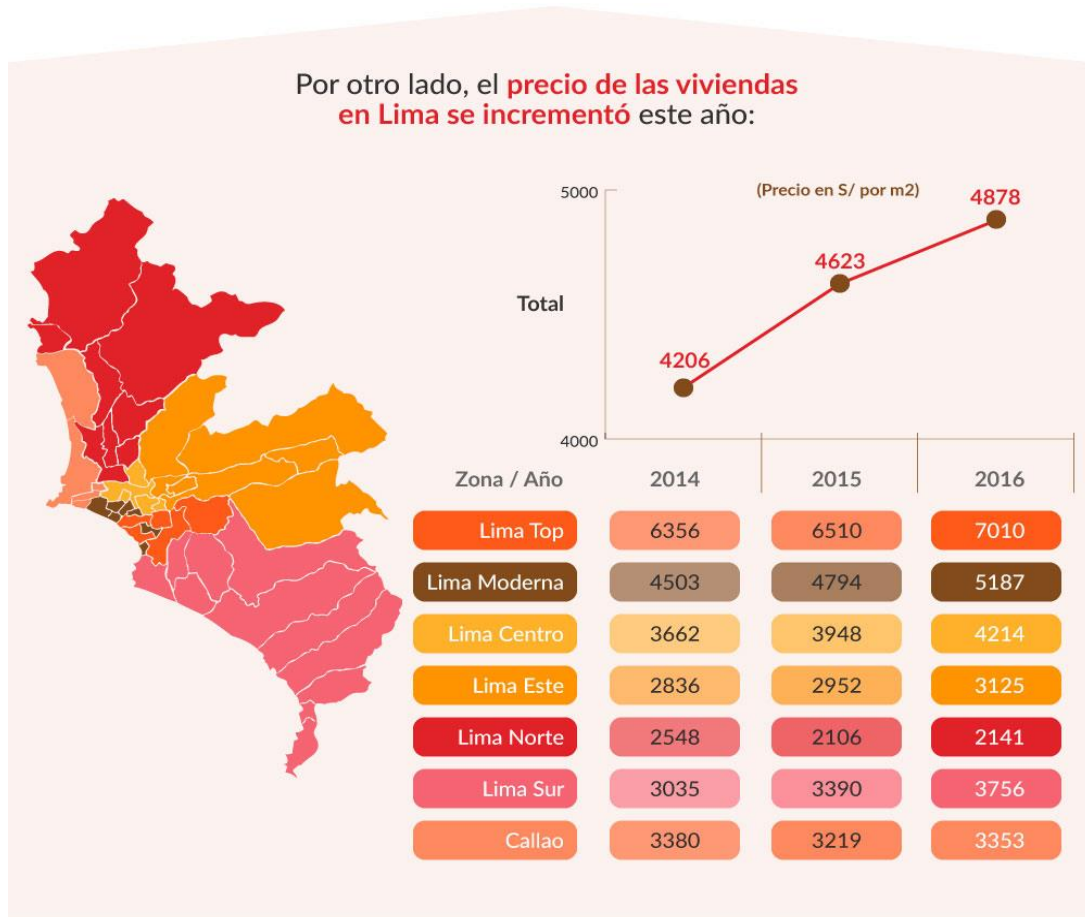 Por otro lado, el precio de las viviendas
en Lima se incrementó este año:
(Precio en S/ por m2)
5000
4878
4623
Total
4206
4000
Zona / Año 2014 2015 2016
Lima Top 6356 6510 7010
Lima Moderna 4503 4794 5187
Lima Centro 3662 3948 4214
Lima Este 2836 2952 3125
Lima Norte 2548 2106 2141
Lima Sur 3035 3390 3756
Callao 3380 3219 3353